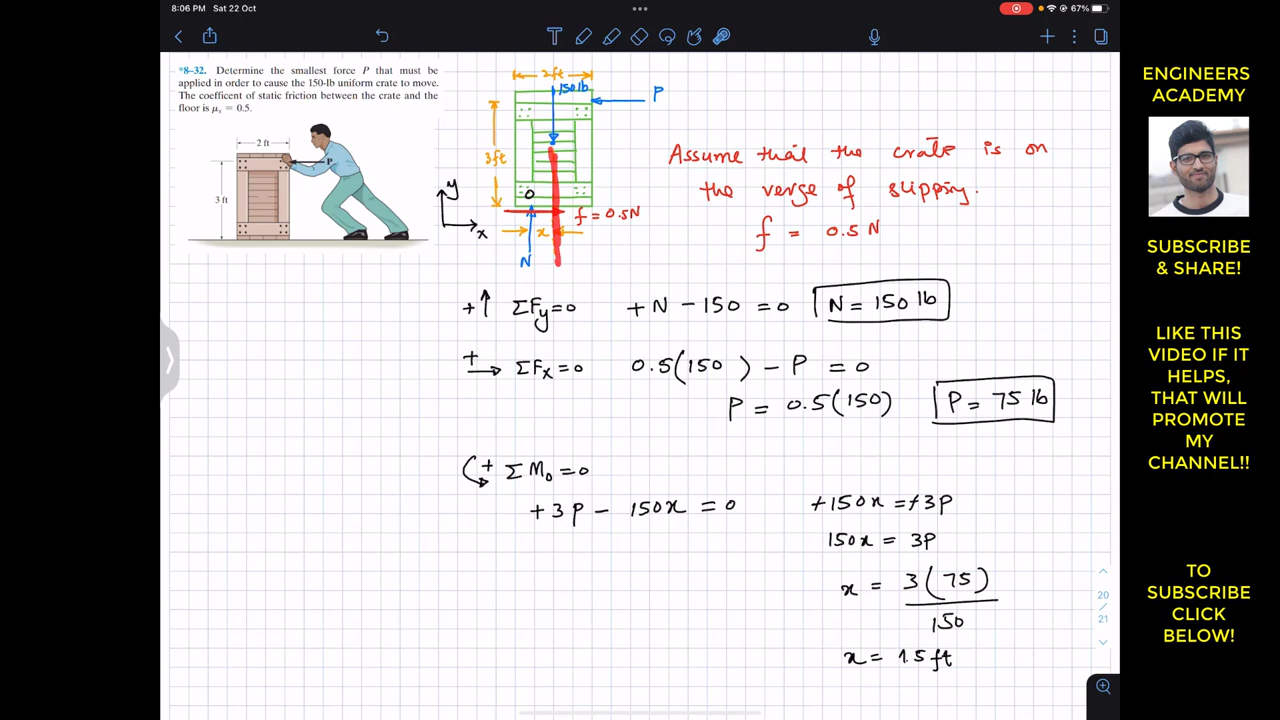 8:06 PM Sat 22 Oct
67%
*8–32. Determine the smallest force P that must be
applied in order to cause the 150-lb uniform crate to move.
The coefficent of static friction between the crate and the
floor is μs = 0.5.
2 ft
P
3 ft
2ft
150 lb
P
3ft
O
f = 0.5N
y
x
x
N
Assume that the crate is on
the verge of slipping.
f = 0.5 N
+↑ ΣFy=0 +N −150 =0 N = 150 lb
+→ ΣFx=0 0.5(150 ) − P = 0
P = 0.5(150) P = 75 lb
+ ΣMo=0
+3P − 150x = 0
+150x = +3P
150x = 3P
x = 3(75)
150
x = 1.5 ft
20
/
21
ENGINEERS
ACADEMY
SUBSCRIBE
& SHARE!
LIKE THIS
VIDEO IF IT
HELPS,
THAT WILL
PROMOTE
MY
CHANNEL!!
TO
SUBSCRIBE
CLICK
BELOW!